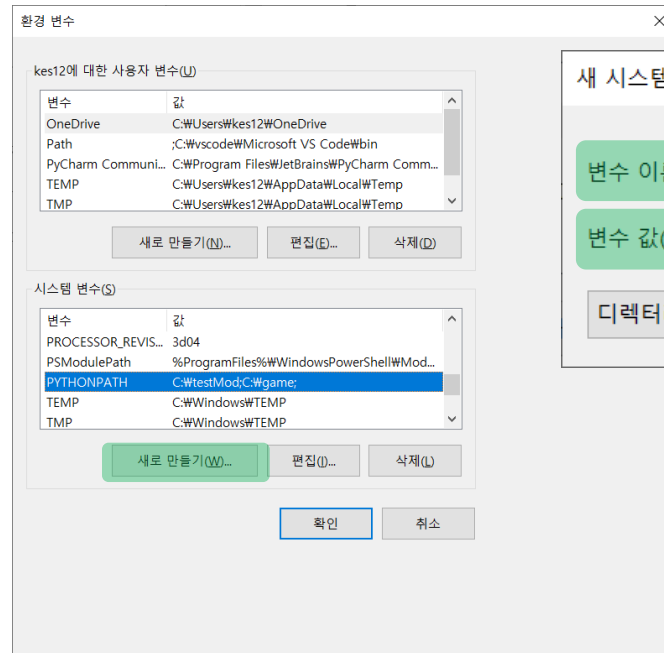 환경 변수
kes12에 대한 사용자 변수(U)
변수 값
OneDrive C:₩Users₩kes12₩OneDrive
Path ;C:₩vscode₩Microsoft VS Code₩bin
PyCharm Communi... C:₩Program Files₩JetBrains₩PyCharm Comm...
TEMP C:₩Users₩kes12₩AppData₩Local₩Temp
TMP C:₩Users₩kes12₩AppData₩Local₩Temp
새로 만들기(N)... 편집(E)... 삭제(D)
시스템 변수(S)
변수 값
PROCESSOR_REVIS... 3d04
PSModulePath %ProgramFiles%₩WindowsPowerShell₩Mod...
PYTHONPATH C:₩testMod;C:₩game;
TEMP C:₩Windows₩TEMP
TMP C:₩Windows₩TEMP
새로 만들기(W)... 편집(I)... 삭제(L)
확인 취소
새 시스템
변수 이
변수 값(
디렉터